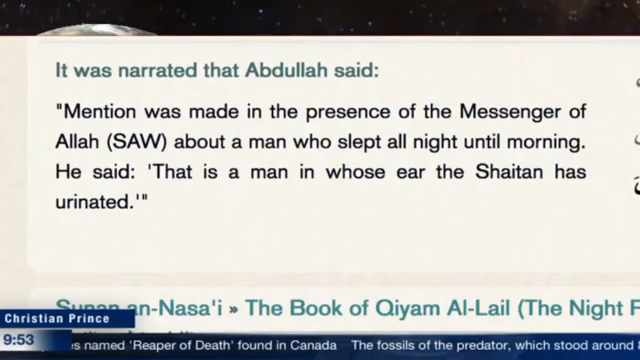 It was narrated that Abdullah said:
"Mention was made in the presence of the Messenger of
Allah (SAW) about a man who slept all night until morning.
He said: 'That is a man in whose ear the Shaitan has
urinated.'"
Sunan an-Nasa'i » The Book of Qiyam Al-Lail (The Night
Christian Prince
9:53
named 'Reaper of Death' found in Canada The fossils of the predator, which stood around